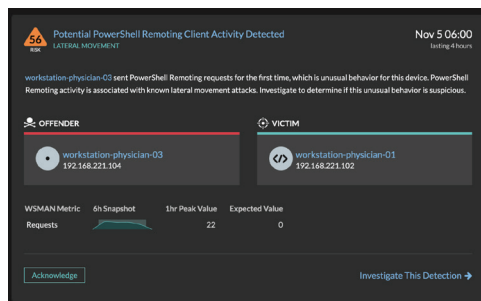 56
RISK
Potential PowerShell Remoting Client Activity Detected
LATERAL MOVEMENT
Nov 5 06:00
lasting 4 hours
workstation-physician-03 sent PowerShell Remoting requests for the first time, which is unusual behavior for this device. PowerShell
Remoting activity is associated with known lateral movement attacks. Investigate to determine if this unusual behavior is suspicious.
OFFENDER
workstation-physician-03
192.168.221.104
VICTIM
workstation-physician-01
192.168.221.102
WSMAN Metric 6h Snapshot 1hr Peak Value Expected Value
Requests 22 0
Acknowledge
Investigate This Detection →